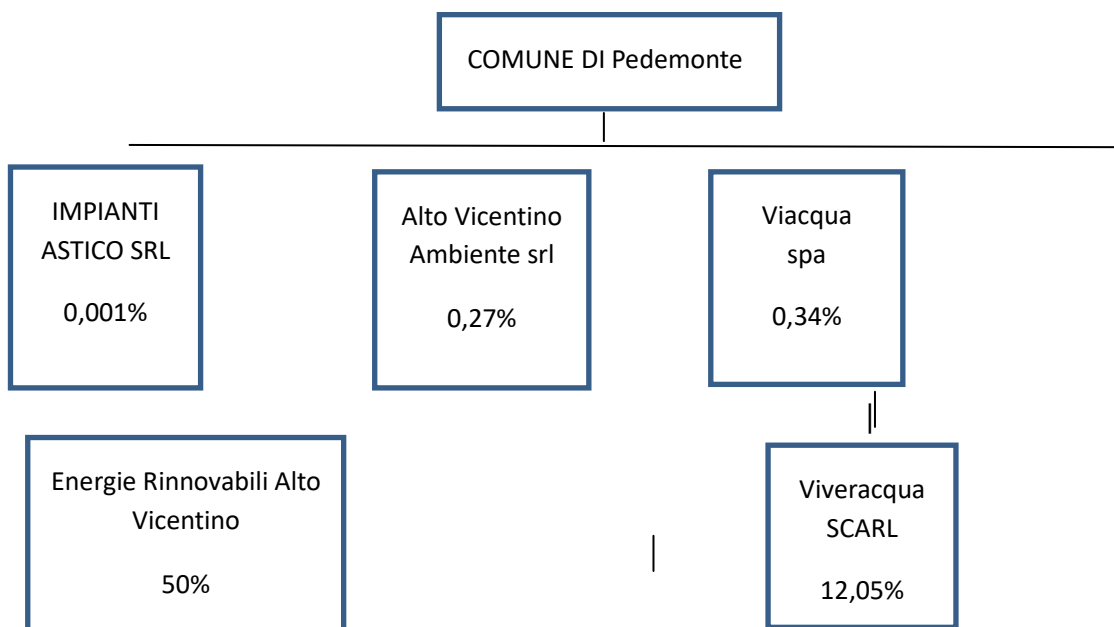 COMUNE DI Pedemonte
IMPIANTI
ASTICO SRL
0,001%
Alto Vicentino
Ambiente srl
0,27%
Viacqua
spa
0,34%
Energie Rinnovabili Alto
Vicentino
50%
Viveracqua
SCARL
12,05%